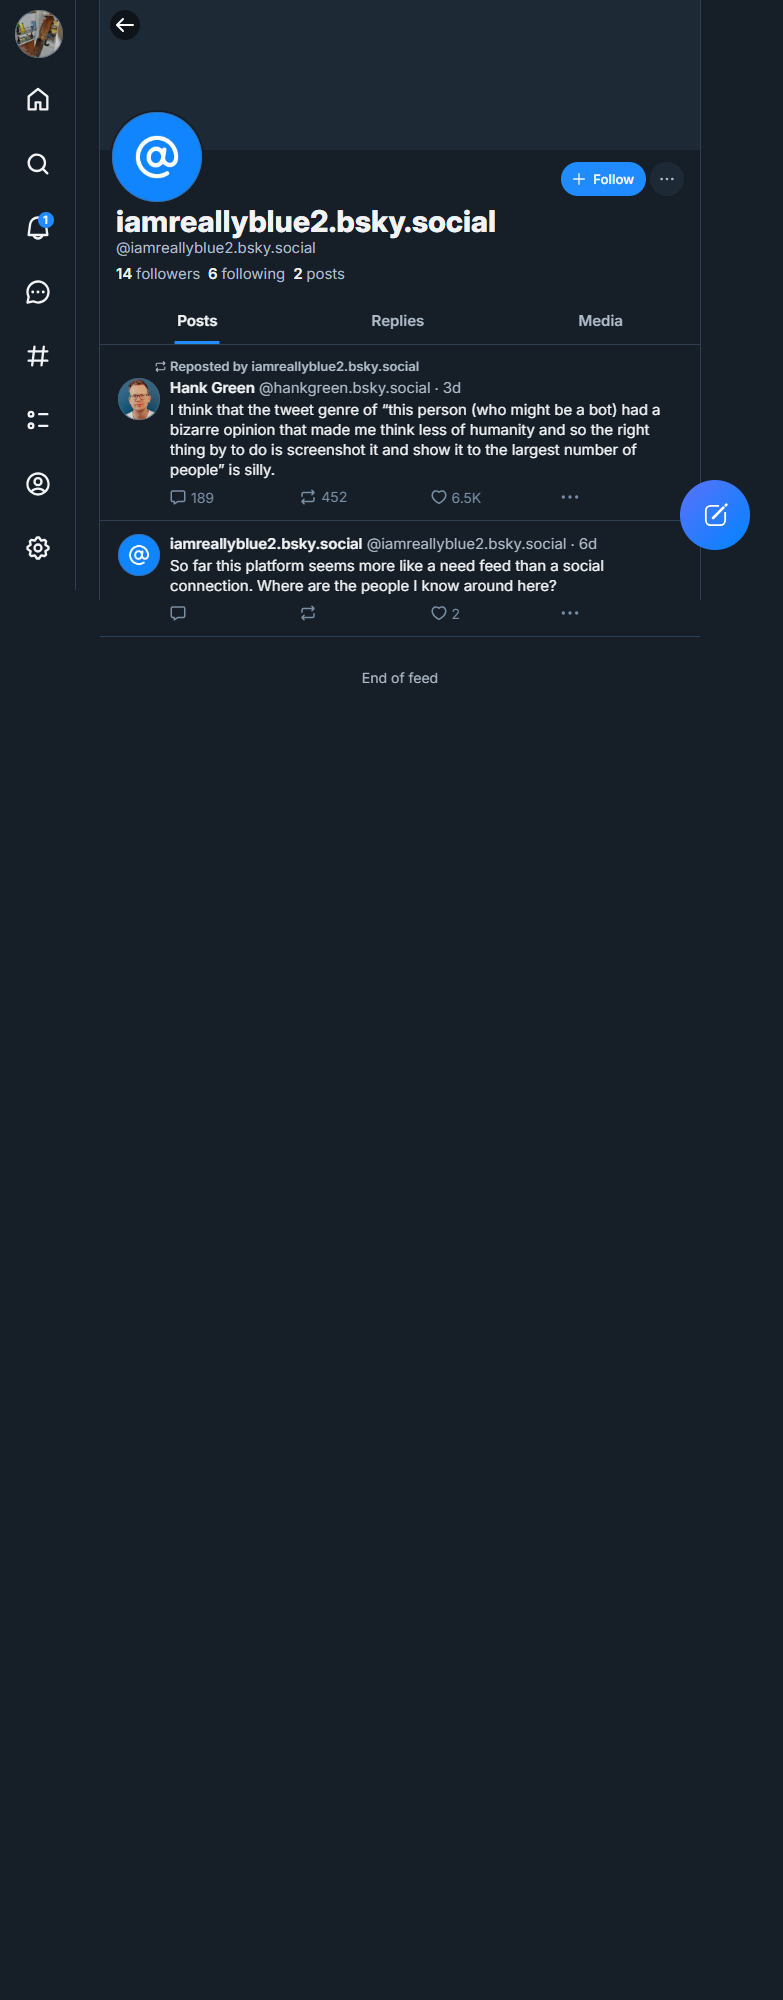 1
@
+ Follow
iamreallyblue2.bsky.social
@iamreallyblue2.bsky.social
14 followers 6 following 2 posts
Posts Replies Media
Reposted by iamreallyblue2.bsky.social
Hank Green @hankgreen.bsky.social · 3d
I think that the tweet genre of “this person (who might be a bot) had a
bizarre opinion that made me think less of humanity and so the right
thing by to do is screenshot it and show it to the largest number of
people” is silly.
189 452 6.5K
@
iamreallyblue2.bsky.social @iamreallyblue2.bsky.social · 6d
So far this platform seems more like a need feed than a social
connection. Where are the people I know around here?
2
End of feed